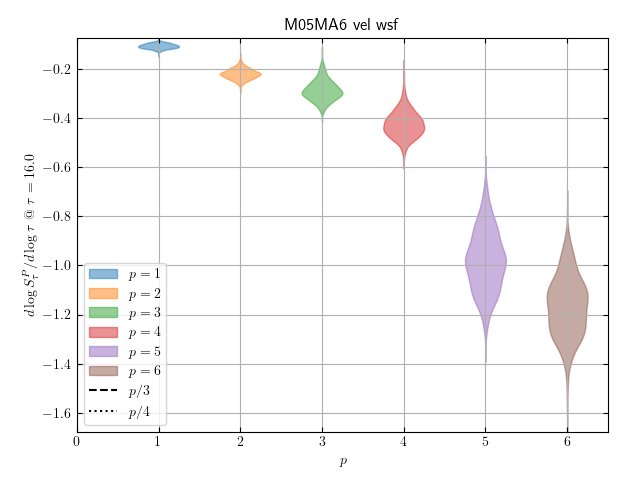 M05MA6 vel wsf
d log S_τ^P / d log τ @ τ = 16.0
−0.2
−0.4
−0.6
−0.8
−1.0
−1.2
−1.4
−1.6
p = 1
p = 2
p = 3
p = 4
p = 5
p = 6
p/3
p/4
0 1 2 3 4 5 6
p